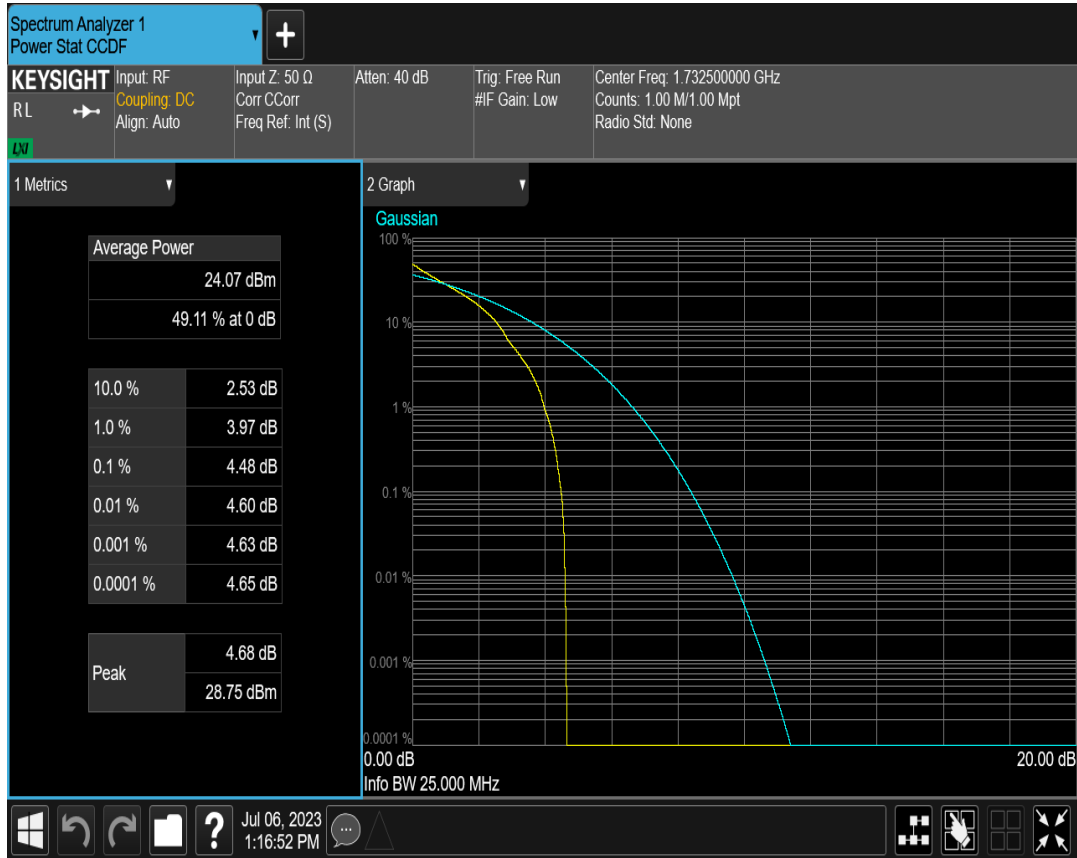 Spectrum Analyzer 1
Power Stat CCDF
+
KEYSIGHT
RL
LXI
Input: RF
Coupling: DC
Align: Auto
Input Z: 50 Ω
Corr CCorr
Freq Ref: Int (S)
Atten: 40 dB
Trig: Free Run
#IF Gain: Low
Center Freq: 1.732500000 GHz
Counts: 1.00 M/1.00 Mpt
Radio Std: None
1 Metrics
Average Power
24.07 dBm
49.11 % at 0 dB
10.0 % 2.53 dB
1.0 % 3.97 dB
0.1 % 4.48 dB
0.01 % 4.60 dB
0.001 % 4.63 dB
0.0001 % 4.65 dB
Peak
4.68 dB
28.75 dBm
2 Graph
Gaussian
100 %
10 %
1 %
0.1 %
0.01 %
0.001 %
0.0001 %
0.00 dB 20.00 dB
Info BW 25.000 MHz
?
Jul 06, 2023
1:16:52 PM